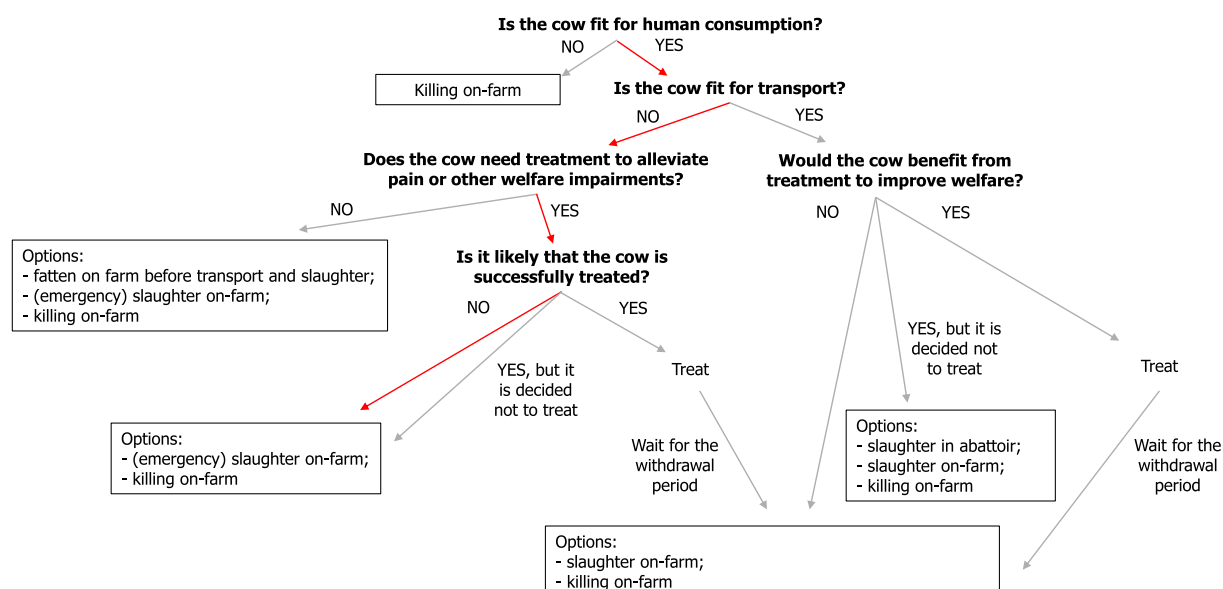 Is the cow fit for human consumption?
NO
YES
Killing on-farm
Is the cow fit for transport?
NO
YES
Does the cow need treatment to alleviate
pain or other welfare impairments?
Would the cow benefit from
treatment to improve welfare?
NO
YES
NO
YES
Options:
- fatten on farm before transport and slaughter;
- (emergency) slaughter on-farm;
- killing on-farm
Is it likely that the cow is
successfully treated?
NO
YES
YES, but it
is decided
not to treat
Treat
YES, but it is
decided not
to treat
Treat
Options:
- (emergency) slaughter on-farm;
- killing on-farm
Wait for the
withdrawal
period
Options:
- slaughter in abattoir;
- slaughter on-farm;
- killing on-farm
Wait for the
withdrawal
period
Options:
- slaughter on-farm;
- killing on-farm